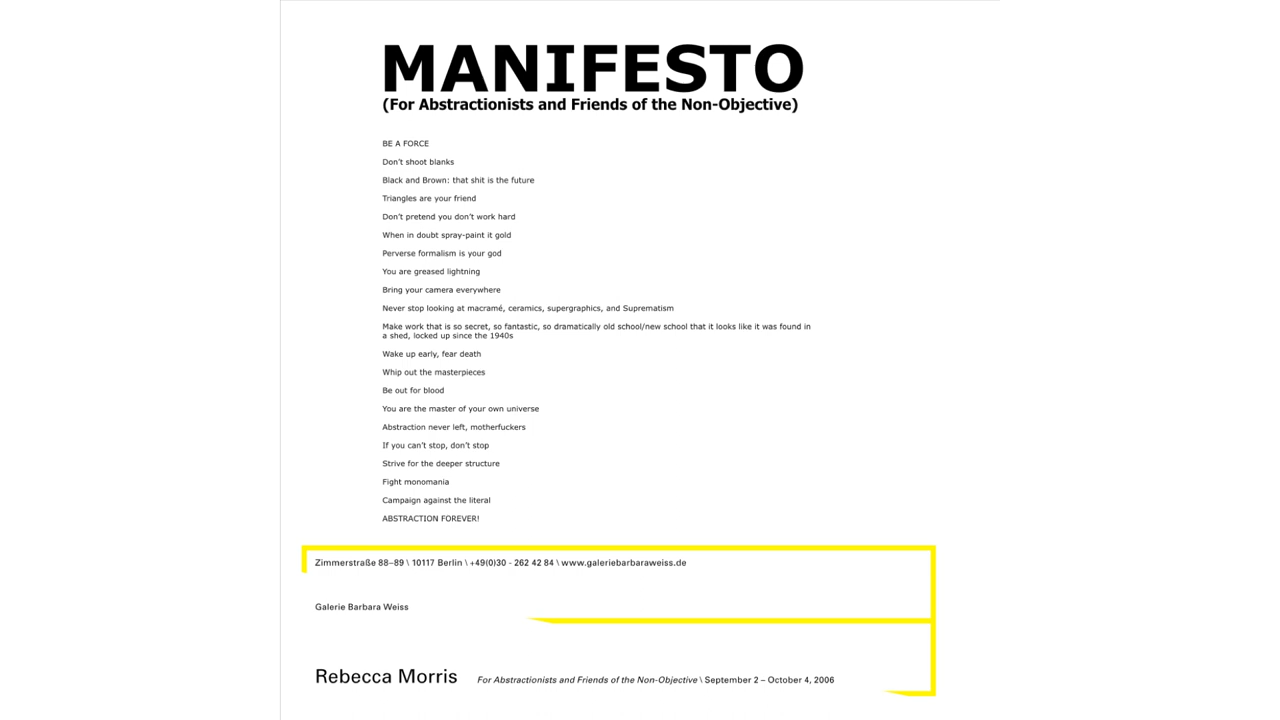 MANIFESTO
(For Abstractionists and Friends of the Non-Objective)
BE A FORCE
Don't shoot blanks
Black and Brown: that shit is the future
Triangles are your friend
Don't pretend you don't work hard
When in doubt spray-paint it gold
Perverse formalism is your god
You are greased lightning
Bring your camera everywhere
Never stop looking at macramé, ceramics, supergraphics, and Suprematism
Make work that is so secret, so fantastic, so dramatically old school/new school that it looks like it was found in
a shed, locked up since the 1940s
Wake up early, fear death
Whip out the masterpieces
Be out for blood
You are the master of your own universe
Abstraction never left, motherfuckers
If you can't stop, don't stop
Strive for the deeper structure
Fight monomania
Campaign against the literal
ABSTRACTION FOREVER!
Zimmerstraße 88–89 \ 10117 Berlin \ +49(0)30 - 262 42 84 \ www.galeriebarbaraweiss.de
Galerie Barbara Weiss
Rebecca Morris For Abstractionists and Friends of the Non-Objective \ September 2 – October 4, 2006